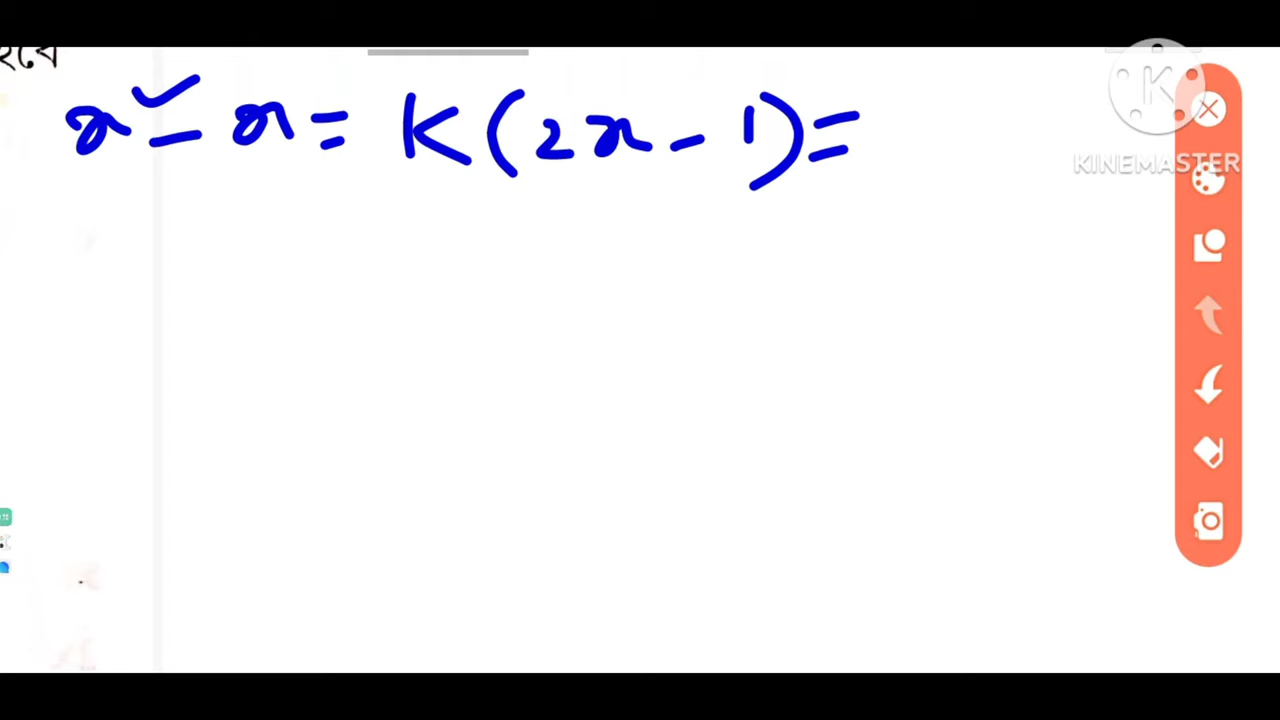 হবে
x² - x = K(2x - 1) =
KINEMASTER